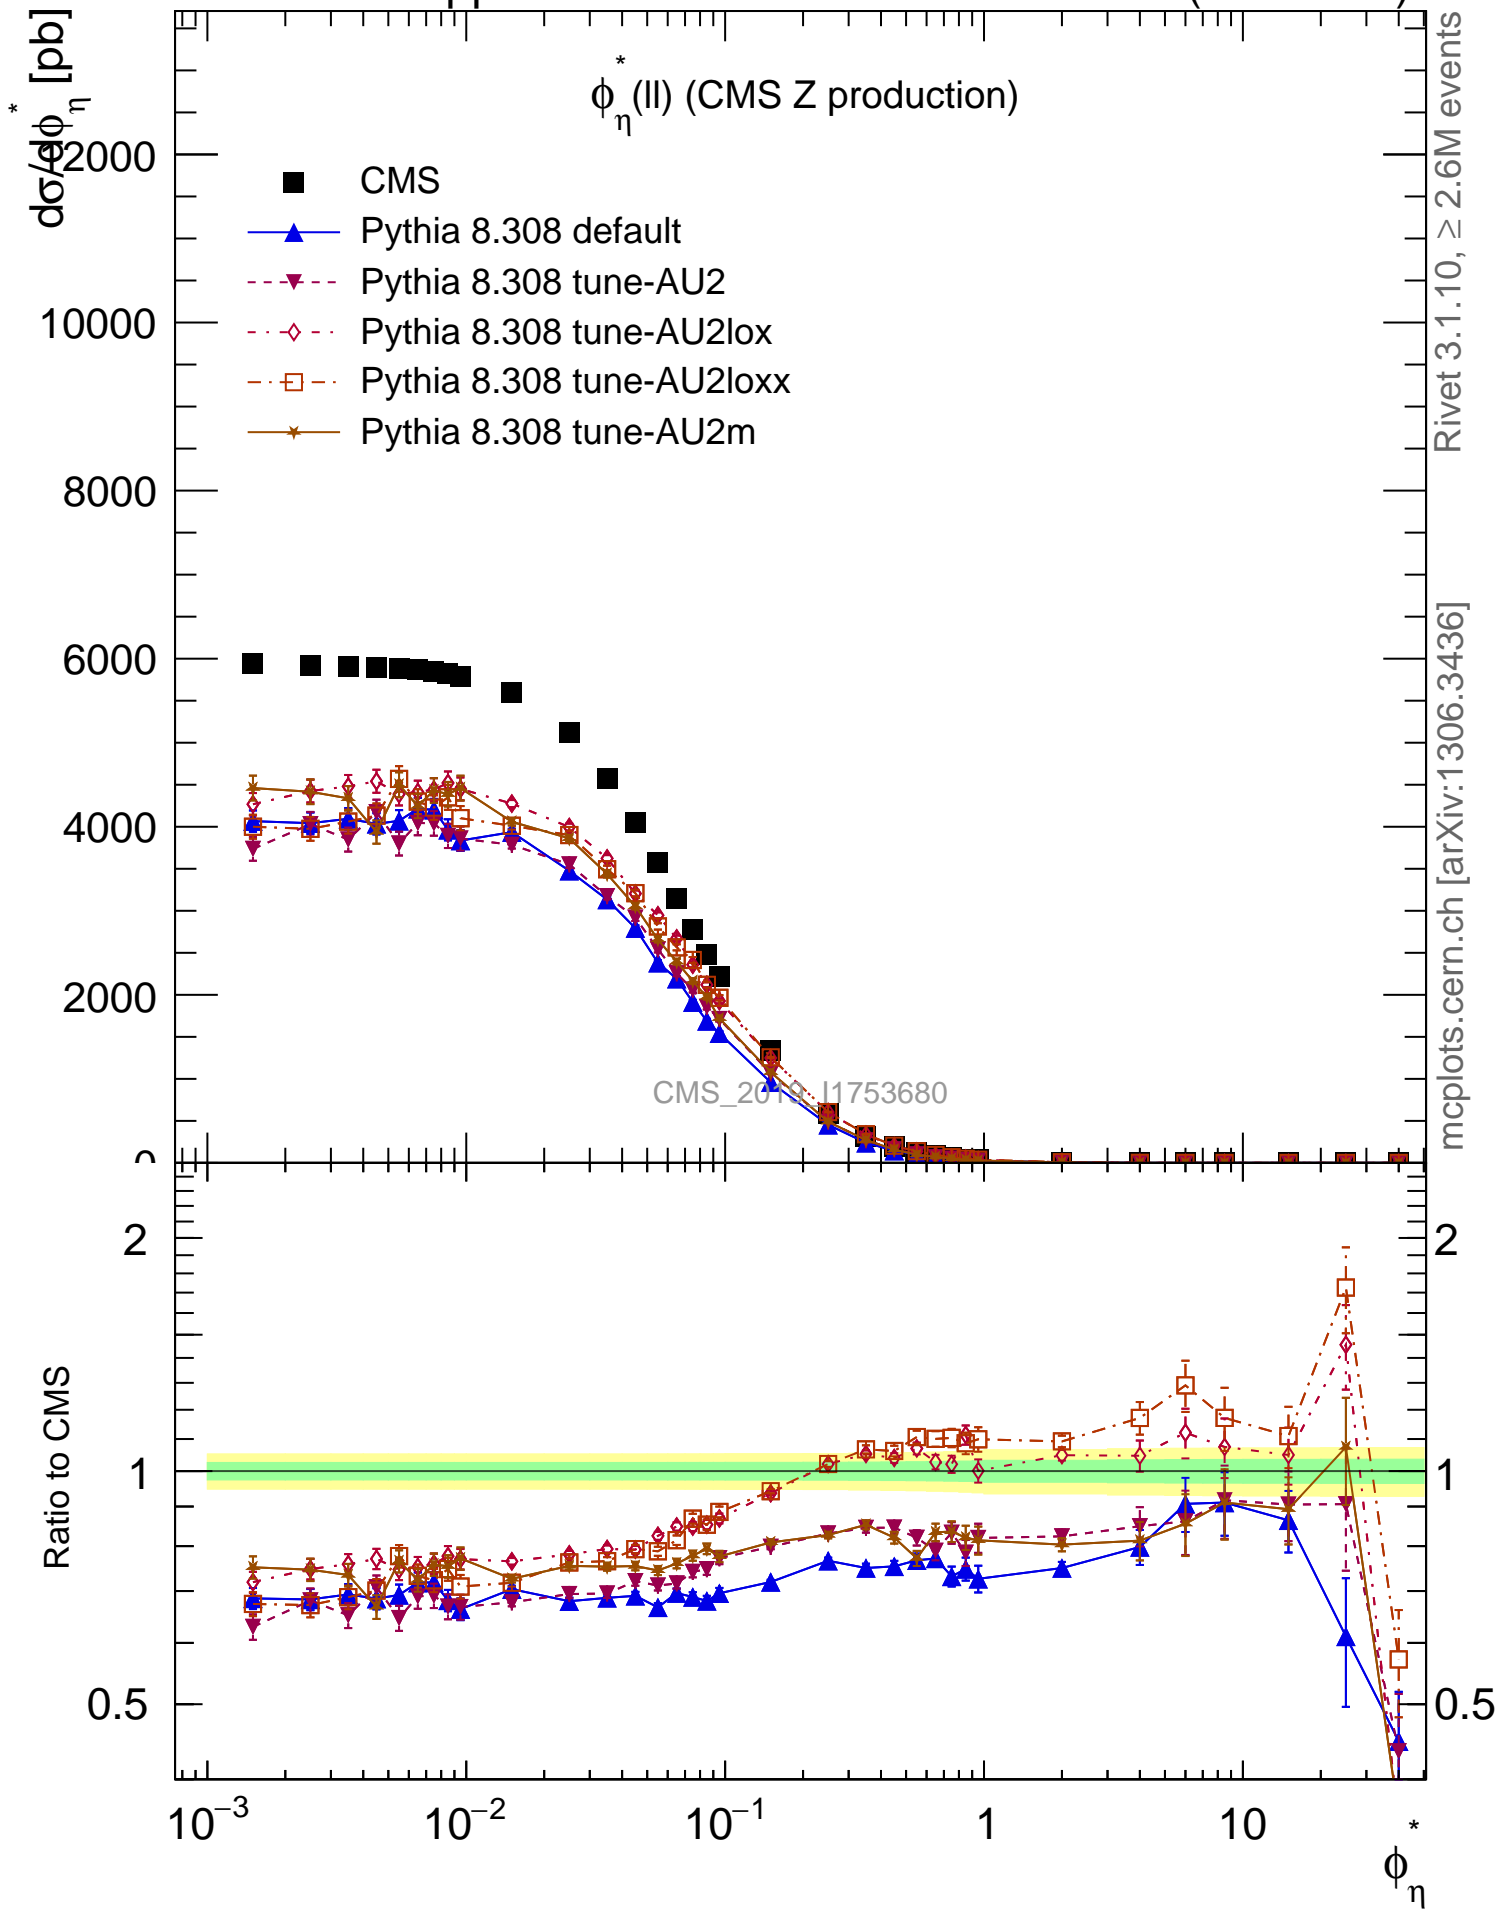 pp
dσ/dφ*η [pb]
φ*η(ll) (CMS Z production)
CMS
Pythia 8.308 default
Pythia 8.308 tune-AU2
Pythia 8.308 tune-AU2lox
Pythia 8.308 tune-AU2loxx
Pythia 8.308 tune-AU2m
2000
10000
8000
6000
4000
2000
0
CMS_2019_I1753680
Rivet 3.1.10, ≥ 2.6M events
mcplots.cern.ch [arXiv:1306.3436]
Ratio to CMS
2
1
0.5
2
1
0.5
10⁻³ 10⁻² 10⁻¹ 1 10
φ*η